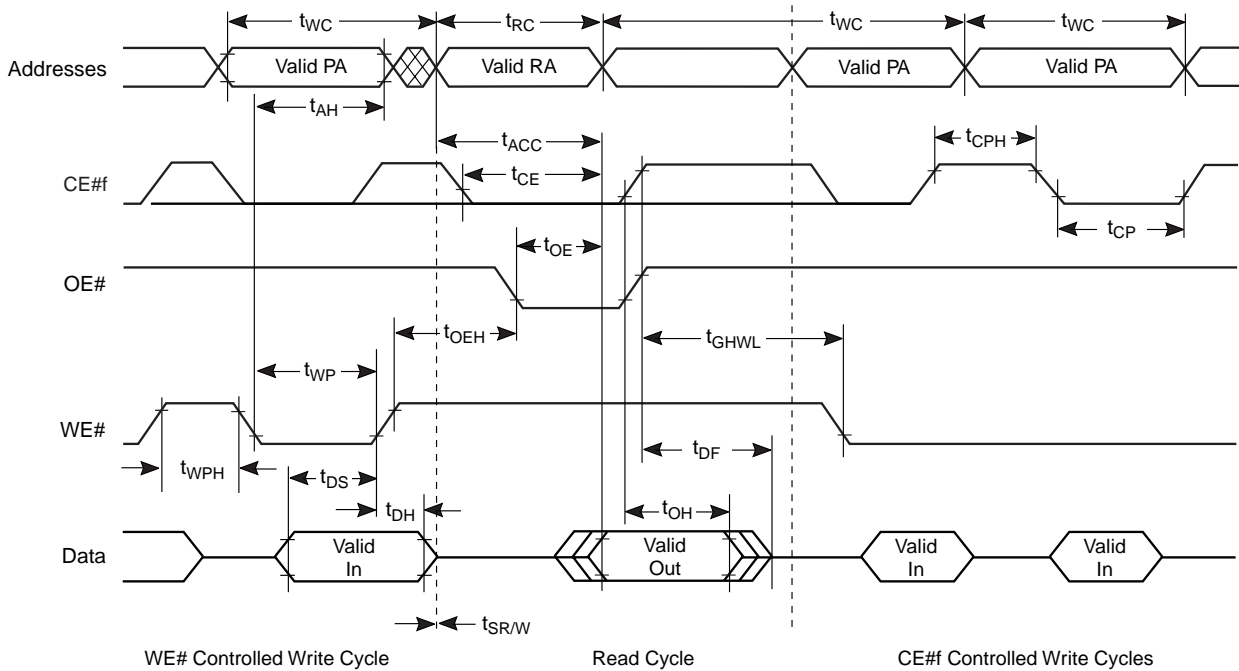 tWC tRC tWC tWC
Addresses Valid PA Valid RA Valid PA Valid PA
tAH
tACC tCPH
CE#f tCE
tCP
tOE
OE#
tOEH tGHWL
tWP
WE#
tWPH tDS tDF
tDH tOH
Data Valid In Valid Out Valid In Valid In
tSR/W
WE# Controlled Write Cycle Read Cycle CE#f Controlled Write Cycles